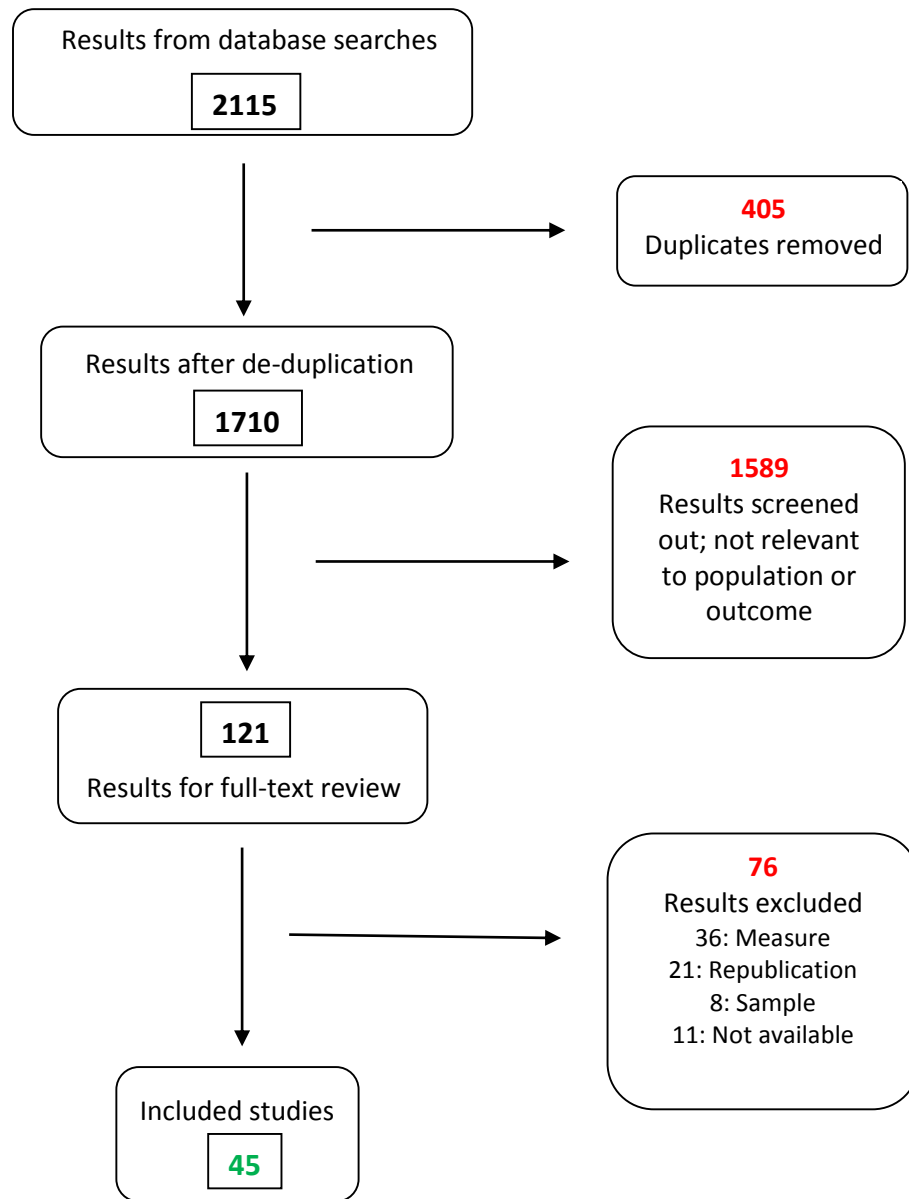 Results from database searches
2115
405
Duplicates removed
Results after de-duplication
1710
1589
Results screened
out; not relevant
to population or
outcome
121
Results for full-text review
76
Results excluded
36: Measure
21: Republication
8: Sample
11: Not available
Included studies
45